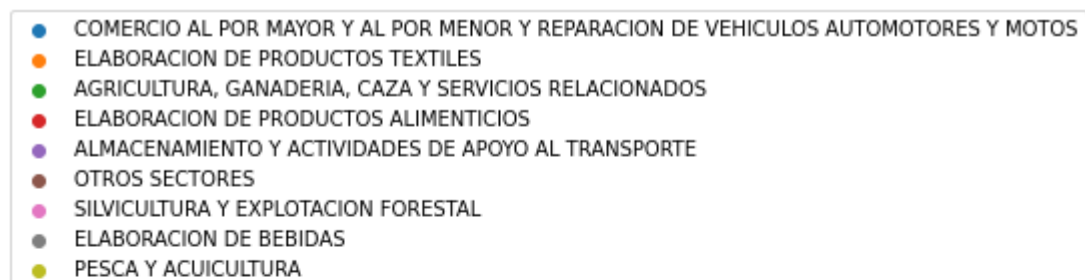 COMERCIO AL POR MAYOR Y AL POR MENOR Y REPARACION DE VEHICULOS AUTOMOTORES Y MOTOS
ELABORACION DE PRODUCTOS TEXTILES
AGRICULTURA, GANADERIA, CAZA Y SERVICIOS RELACIONADOS
ELABORACION DE PRODUCTOS ALIMENTICIOS
ALMACENAMIENTO Y ACTIVIDADES DE APOYO AL TRANSPORTE
OTROS SECTORES
SILVICULTURA Y EXPLOTACION FORESTAL
ELABORACION DE BEBIDAS
PESCA Y ACUICULTURA